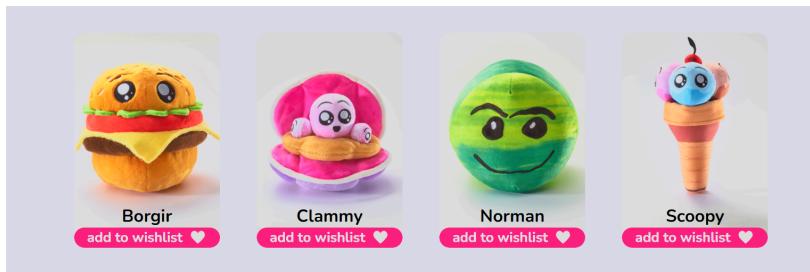 Borgir
Clammy
Norman
Scoopy
add to wishlist
add to wishlist
add to wishlist
add to wishlist